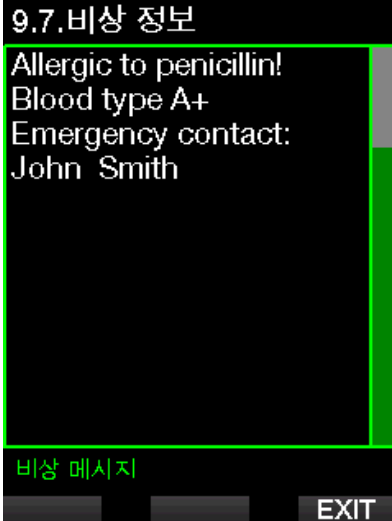 9.7.비상 정보
Allergic to penicillin!
Blood type A+
Emergency contact:
John  Smith
비상 메시지
EXIT